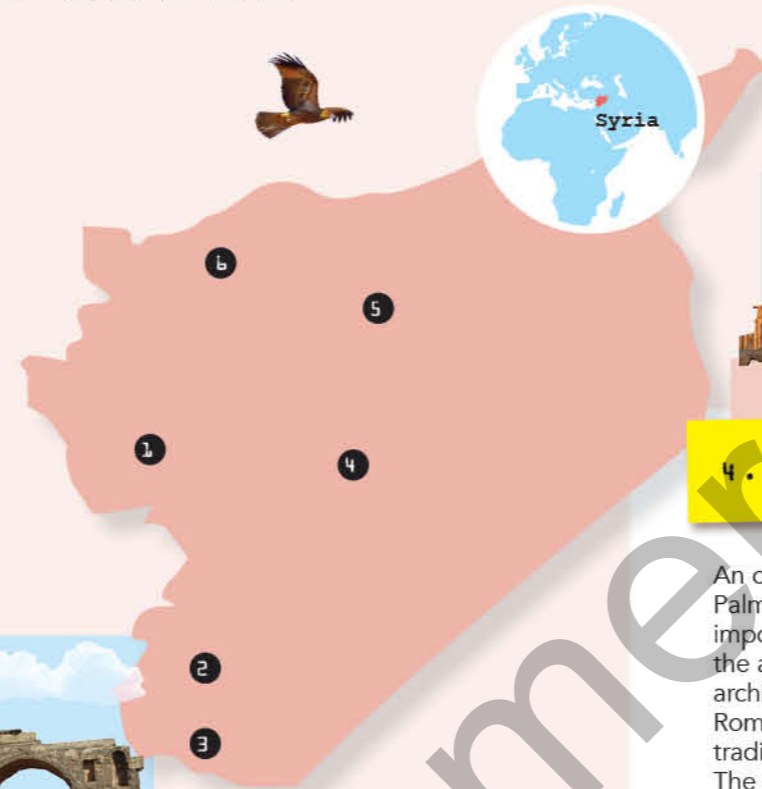 Syria
6
5
1
4
4.
2
3
An o
Palm
impo
the a
archi
Rom
tradi
The